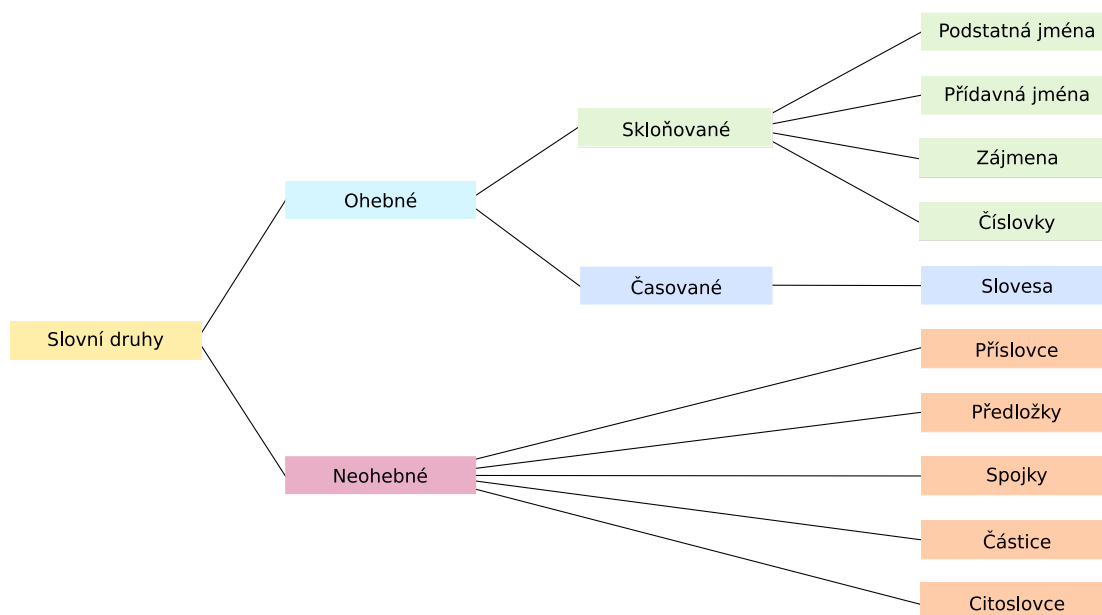 Slovní druhy
Ohebné
Skloňované
Podstatná jména
Přídavná jména
Zájmena
Číslovky
Časované
Slovesa
Neohebné
Příslovce
Předložky
Spojky
Částice
Citoslovce